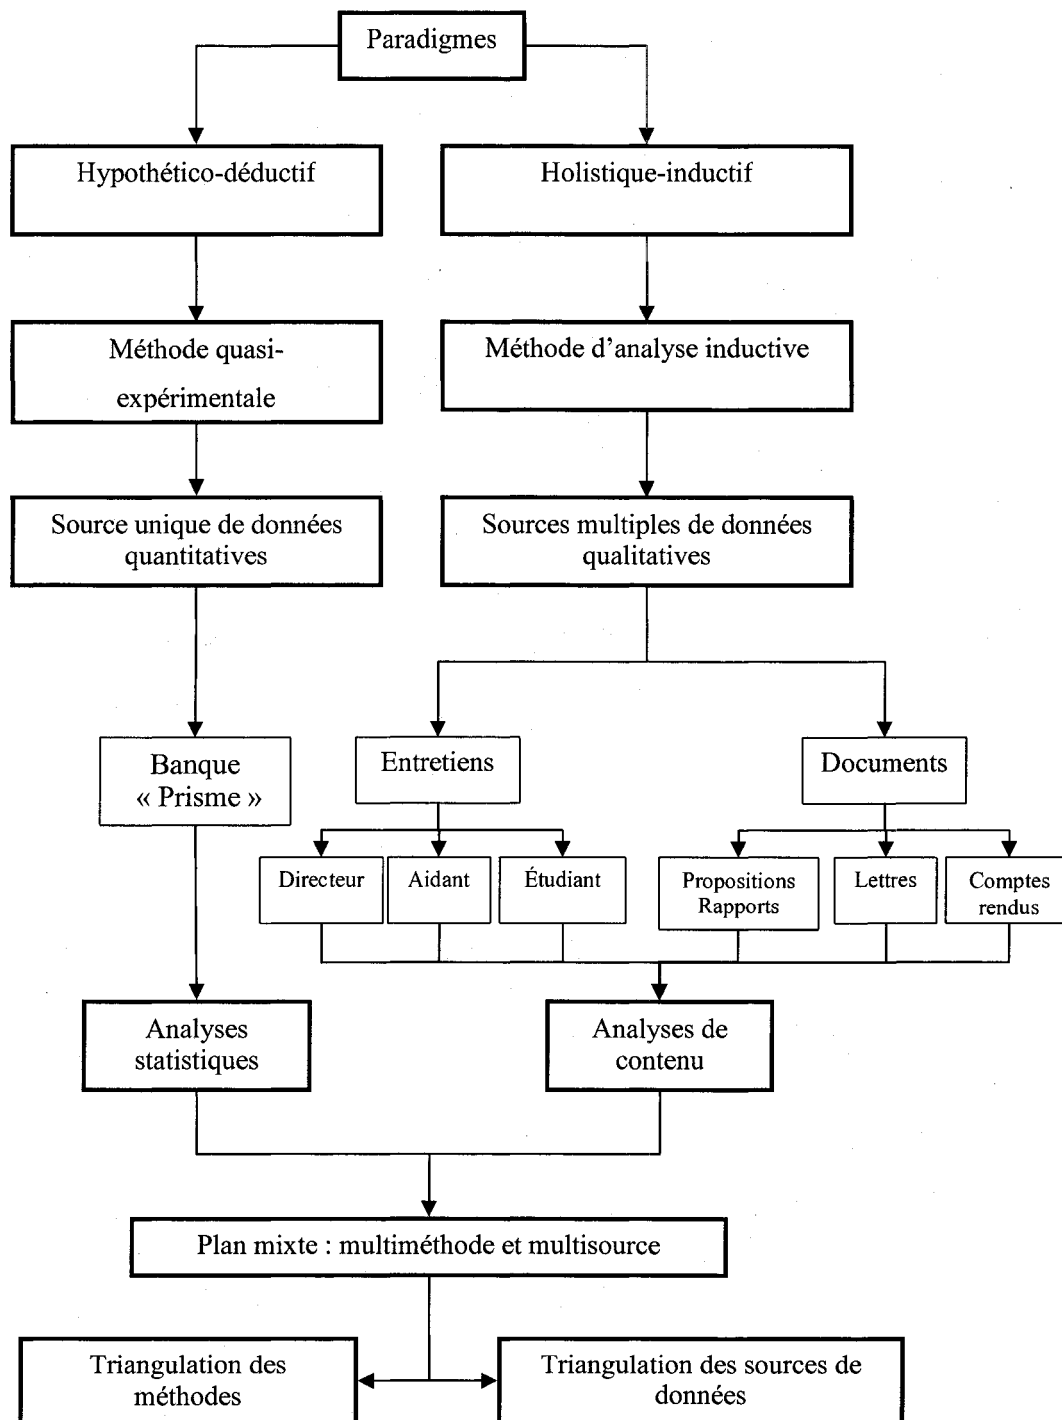 Paradigmes
Hypothético-déductif
Holistique-inductif
Méthode quasi-
expérimentale
Méthode d'analyse inductive
Source unique de données
quantitatives
Sources multiples de données
qualitatives
Banque
« Prisme »
Entretiens
Documents
Directeur
Aidant
Étudiant
Propositions
Rapports
Lettres
Comptes
rendus
Analyses
statistiques
Analyses de
contenu
Plan mixte : multiméthode et multisource
Triangulation des
méthodes
Triangulation des sources de
données